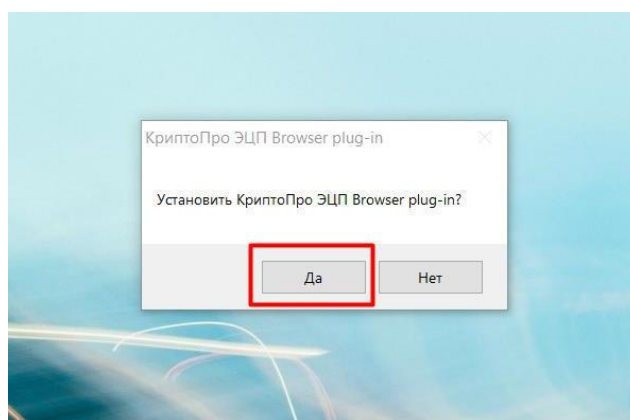 КриптоПро ЭЦП Browser plug-in
Установить КриптоПро ЭЦП Browser plug-in?
Да
Нет